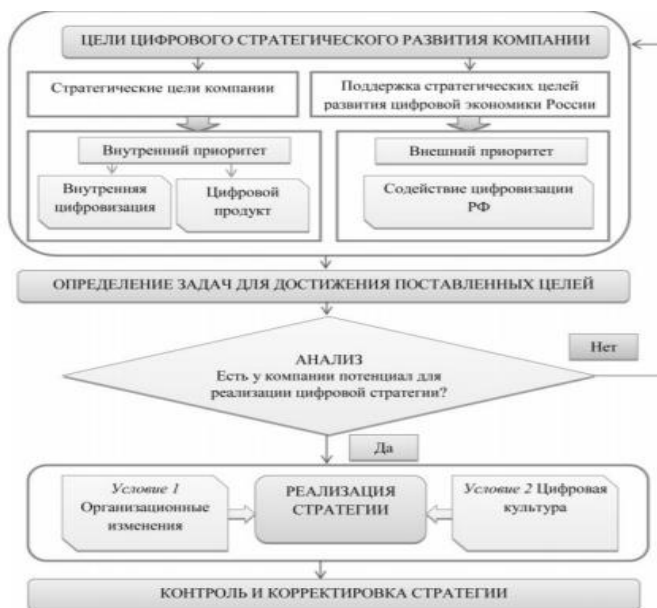 ЦЕЛИ ЦИФРОВОГО СТРАТЕГИЧЕСКОГО РАЗВИТИЯ КОМПАНИИ
Стратегические цели компании
Поддержка стратегических целей
развития цифровой экономики России
Внутренний приоритет
Внутренняя
цифровизация
Цифровой
продукт
Внешний приоритет
Содействие цифровизации
РФ
ОПРЕДЕЛЕНИЕ ЗАДАЧ ДЛЯ ДОСТИЖЕНИЯ ПОСТАВЛЕННЫХ ЦЕЛЕЙ
АНАЛИЗ
Есть у компании потенциал для
реализации цифровой стратегии?
Нет
Да
Условие 1
Организационные
изменения
РЕАЛИЗАЦИЯ
СТРАТЕГИИ
Условие 2 Цифровая
культура
КОНТРОЛЬ И КОРРЕКТИРОВКА СТРАТЕГИИ